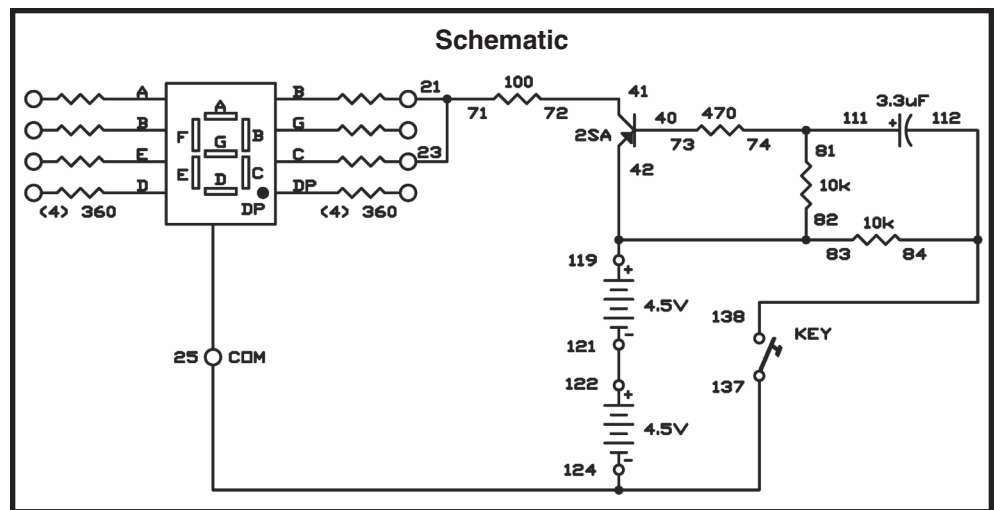 Schematic
A B 21 100 41
71 72 40 470 3.3uF
B G 2SA 73 74 111 + 112
F A B
G
E C 23 42 81
E D C 10k
D DP DP 82 10k
(4) 360 (4) 360 83 84
119 +
4.5V 138 KEY
25 COM 121 -
122 + 137
4.5V
124 -